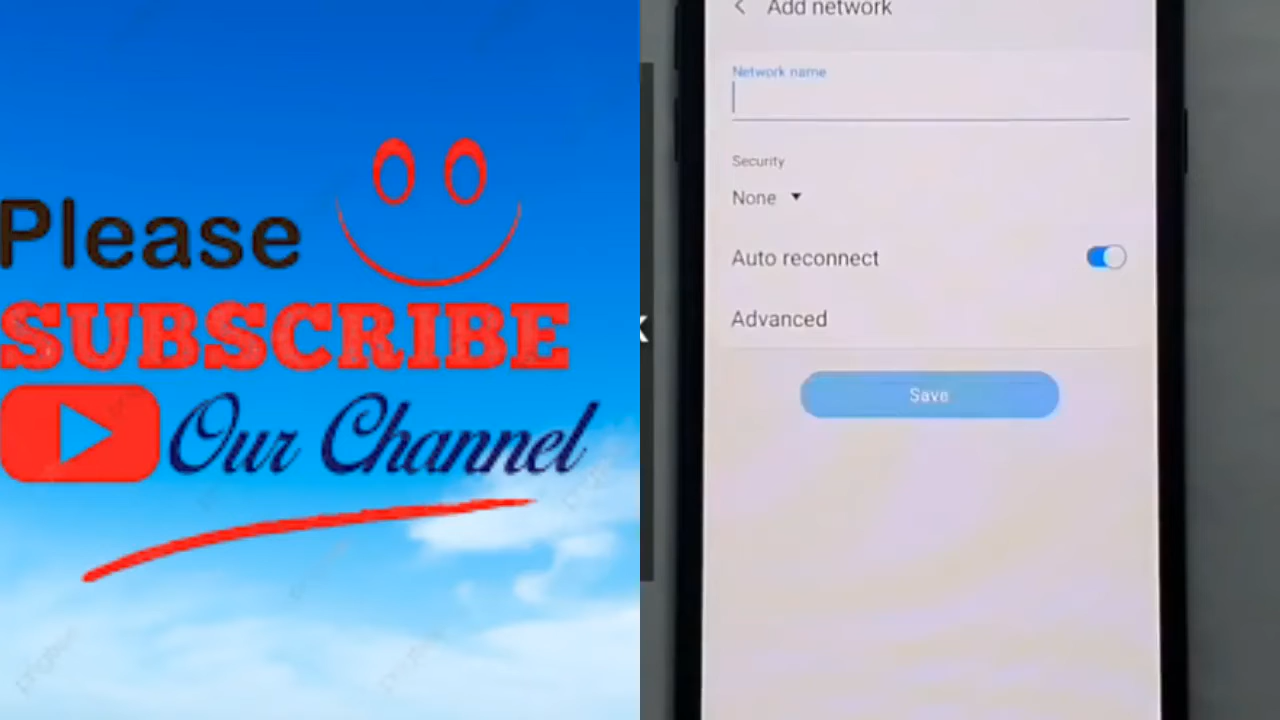 Please
SUBSCRIBE
Our Channel
Add network
Network name
Security
None
Auto reconnect
Advanced
Save